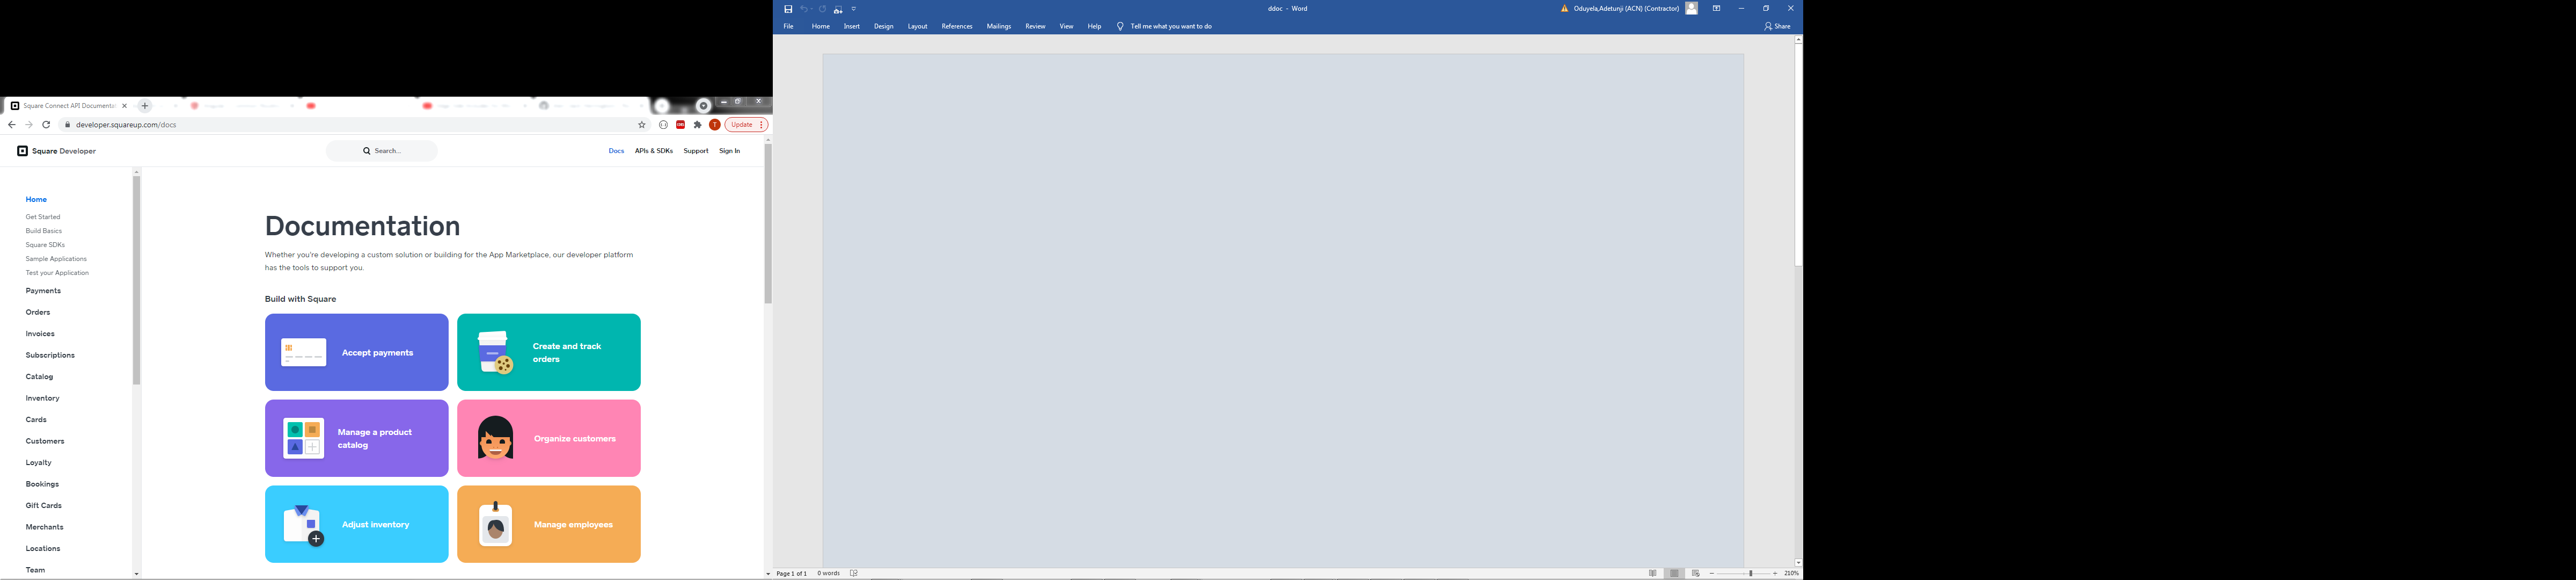 Square Connect API Documenta
developer.squareup.com/docs
Update
Square Developer
Search...
Docs
APIs & SDKs
Support
Sign In
Home
Get Started
Build Basics
Square SDKs
Sample Applications
Test your Application
Payments
Orders
Invoices
Subscriptions
Catalog
Inventory
Cards
Customers
Loyalty
Bookings
Gift Cards
Merchants
Locations
Team
Documentation
Whether you're developing a custom solution or building for the App Marketplace, our developer platform
has the tools to support you.
Build with Square
Accept payments
Create and track
orders
Manage a product
catalog
Organize customers
Adjust inventory
Manage employees
ddoc - Word
Oduyela,Adetunji (ACN) (Contractor)
File
Home
Insert
Design
Layout
References
Mailings
Review
View
Help
Tell me what you want to do
Share
Page 1 of 1
0 words
210%